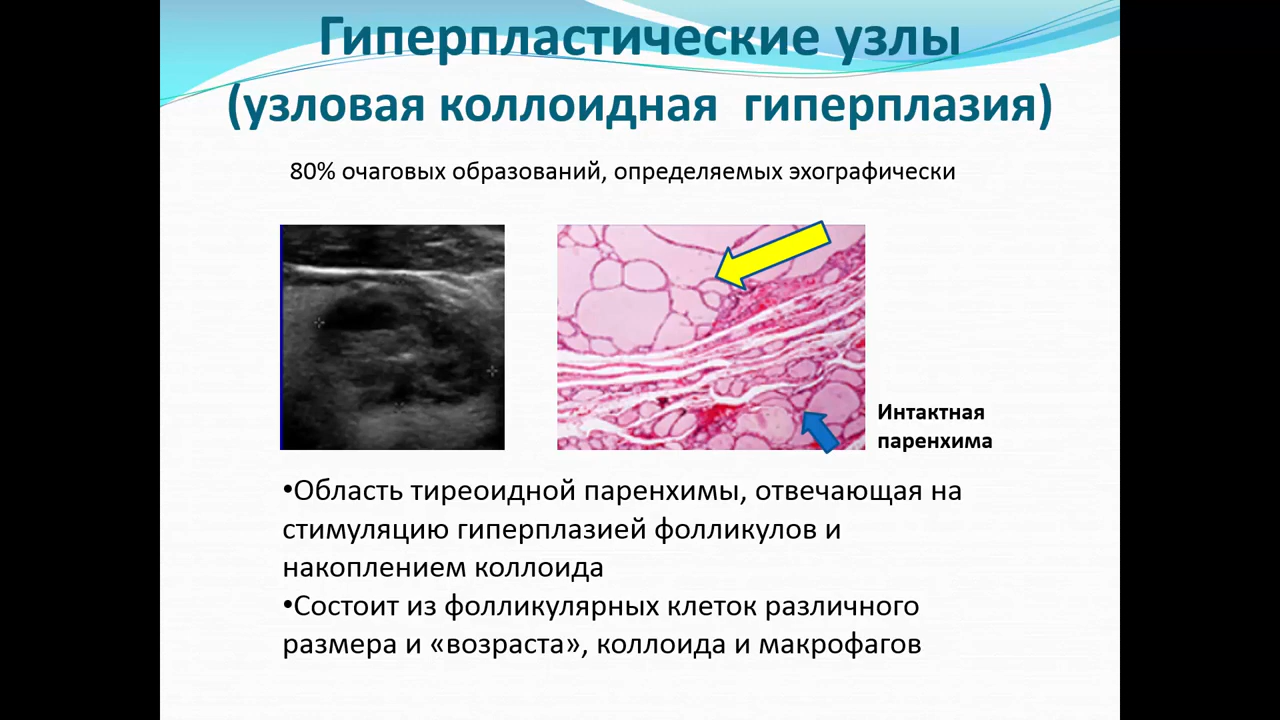 Гиперпластические узлы
(узловая коллоидная гиперплазия)
80% очаговых образований, определяемых эхографически
Интактная
паренхима
•Область тиреоидной паренхимы, отвечающая на
стимуляцию гиперплазией фолликулов и
накоплением коллоида
•Состоит из фолликулярных клеток различного
размера и «возраста», коллоида и макрофагов